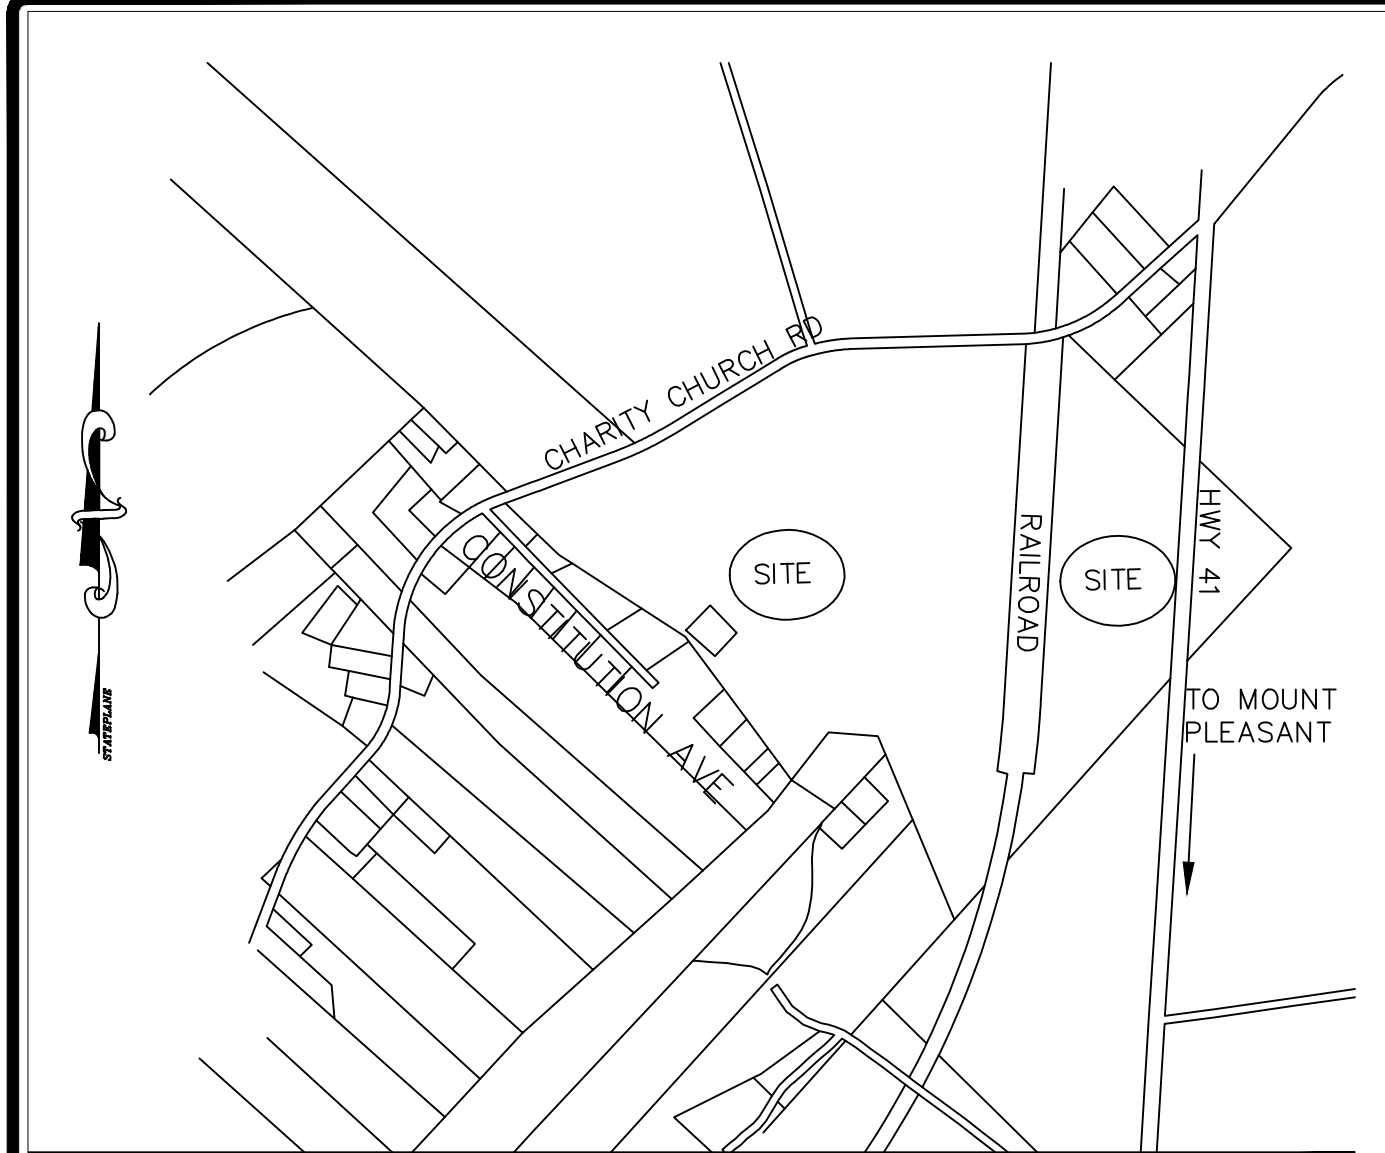 CHARITY CHURCH RD
CONSTITUTION AVE
SITE
RAILROAD
SITE
HWY 41
TO MOUNT
PLEASANT
STATEPLANE